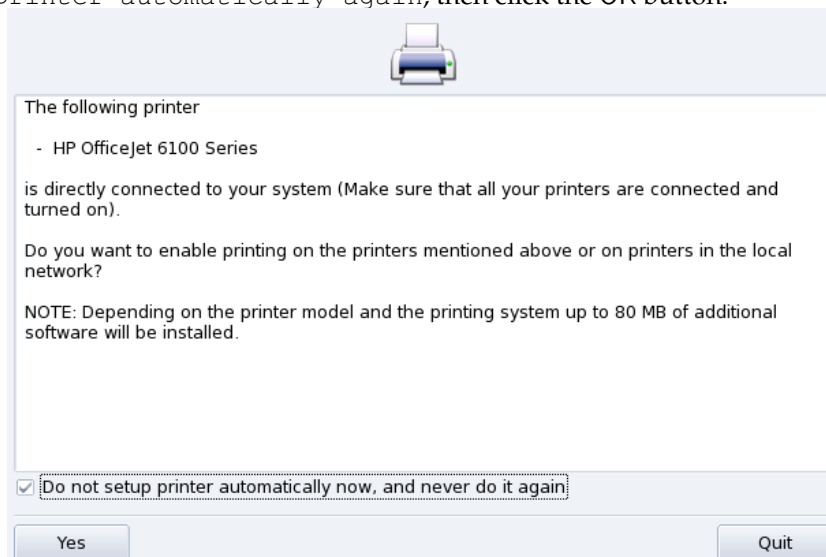 printer automatically again, then click the OK button.
The following printer
- HP OfficeJet 6100 Series
is directly connected to your system (Make sure that all your printers are connected and
turned on).
Do you want to enable printing on the printers mentioned above or on printers in the local
network?
NOTE: Depending on the printer model and the printing system up to 80 MB of additional
software will be installed.
Do not setup printer automatically now, and never do it again
Yes
Quit